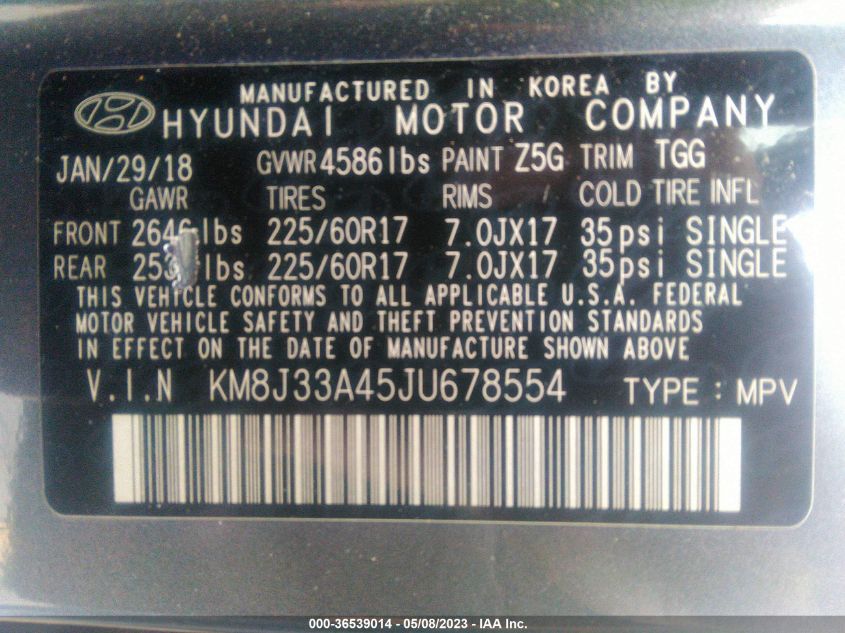 MANUFACTURED IN KOREA BY
HYUNDAI MOTOR COMPANY
JAN/29/18 GVWR 4586lbs PAINT Z5G TRIM TGG
GAWR TIRES RIMS COLD TIRE INFL
FRONT 2646lbs 225/60R17 7.0JX17 35psi SINGLE
REAR lbs 225/60R17 7.0JX17 35psi SINGLE
THIS VEHICLE CONFORMS TO ALL APPLICABLE U.S.A. FEDERAL
MOTOR VEHICLE SAFETY AND THEFT PREVENTION STANDARDS
IN EFFECT ON THE DATE OF MANUFACTURE SHOWN ABOVE.
V.I.N KM8J33A45JU678554 TYPE : MPV
000-36539014 - 05/08/2023 - IAA Inc.